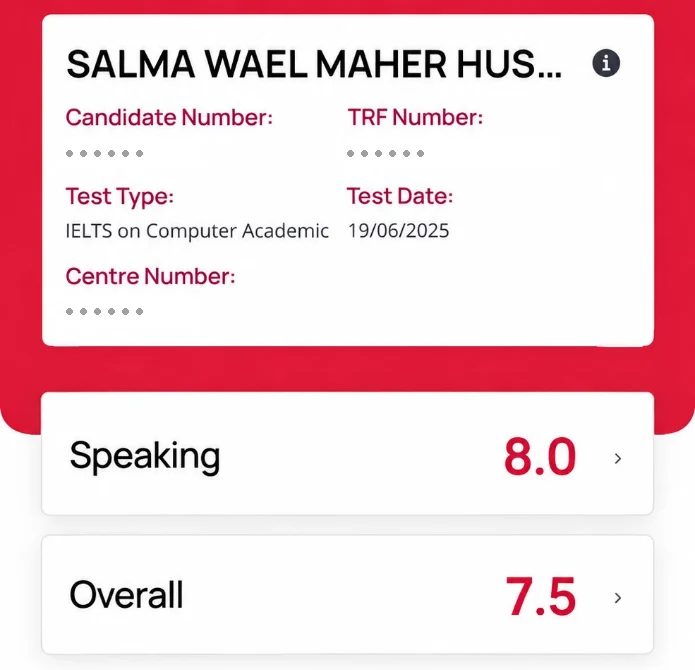 SALMA WAEL MAHER HUS...
Candidate Number: TRF Number:
•••••• ••••••
Test Type: Test Date:
IELTS on Computer Academic 19/06/2025
Centre Number:
••••••
Speaking 8.0
Overall 7.5